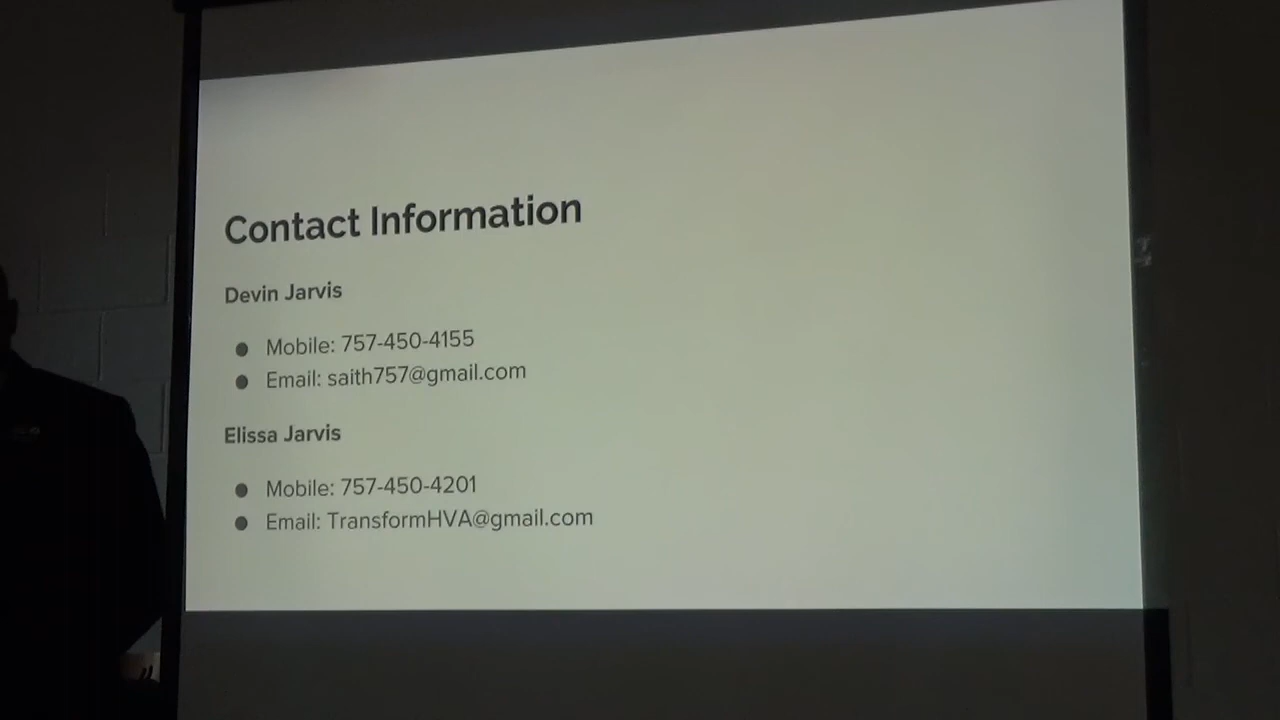 Contact Information
Devin Jarvis
● Mobile: 757-450-4155
● Email: saith757@gmail.com
Elissa Jarvis
● Mobile: 757-450-4201
● Email: TransformHVA@gmail.com